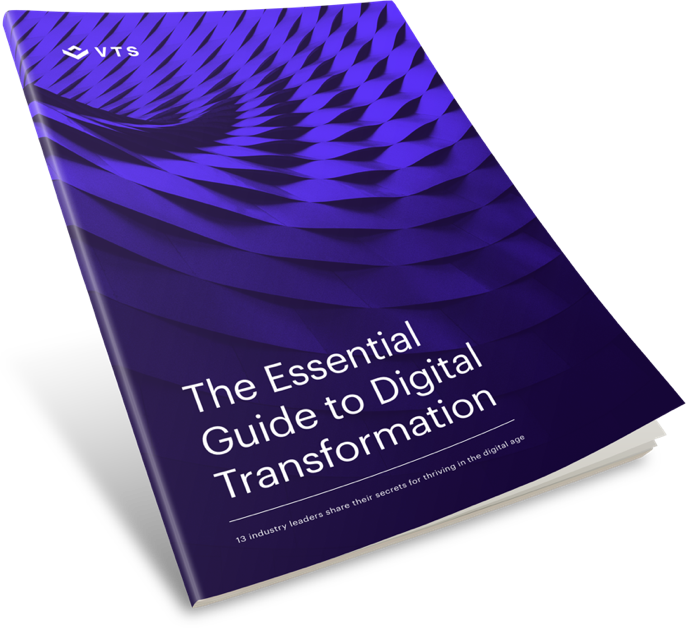 VTS
The Essential
Guide to Digital
Transformation
13 industry leaders share their secrets for thriving in the digital age